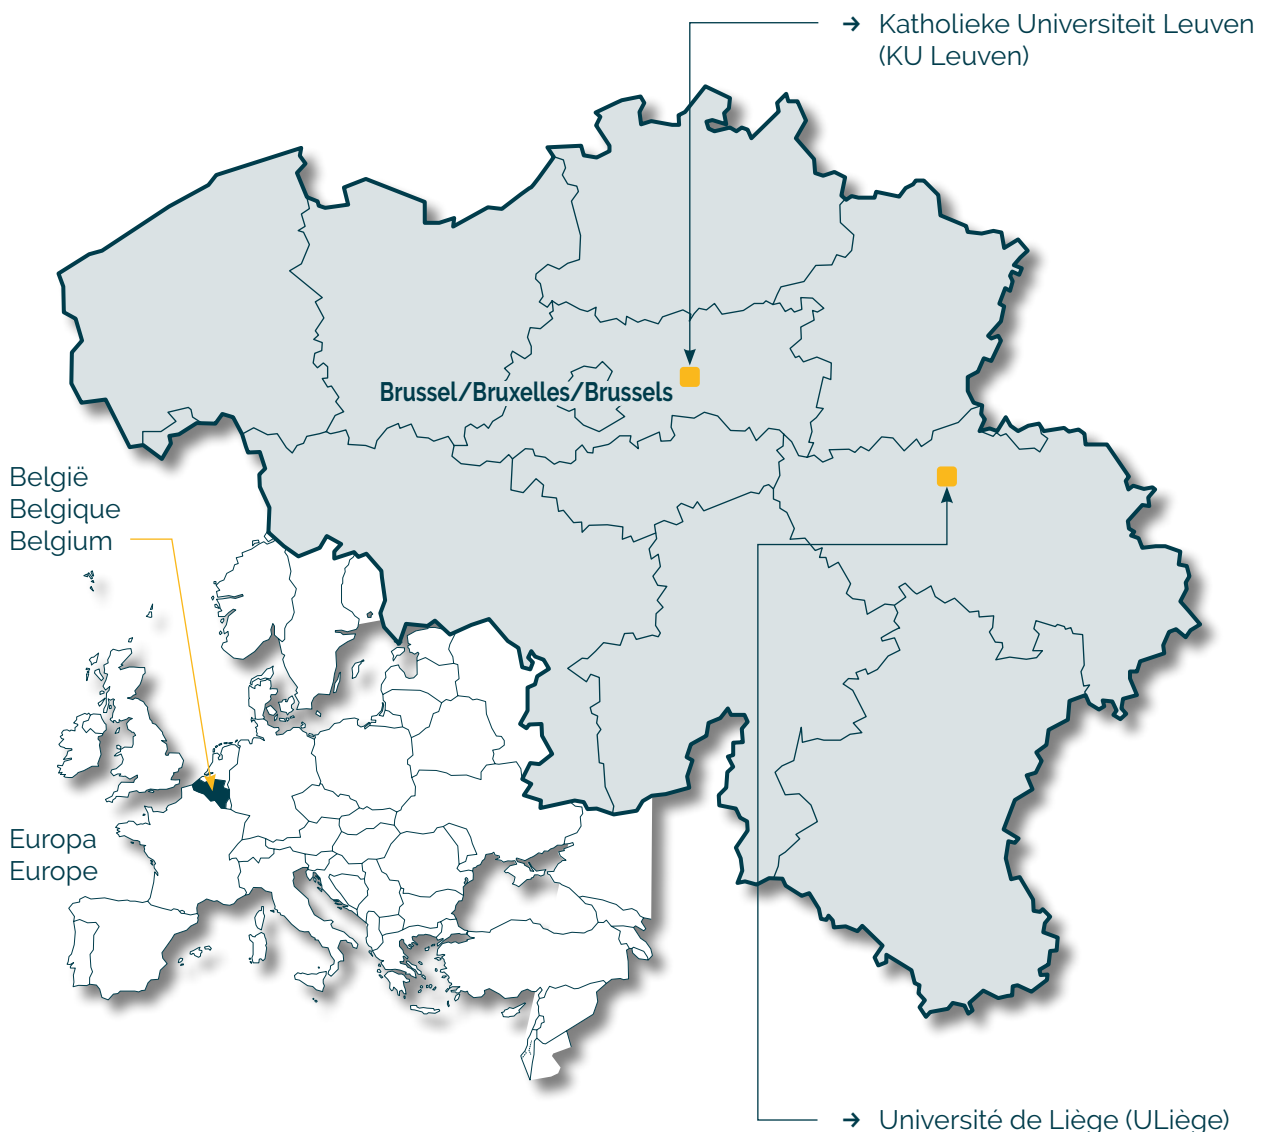 → Katholieke Universiteit Leuven
(KU Leuven)
Brussel/Bruxelles/Brussels
België
Belgique
Belgium
Europa
Europe
→ Université de Liège (ULiège)